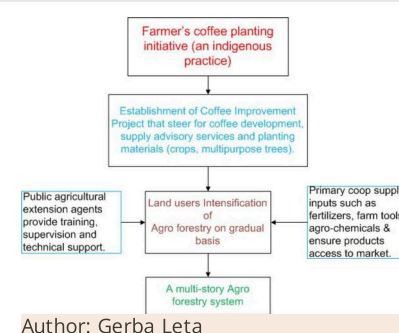 Farmer's coffee planting
initiative (an indigenous
practice)
Establishment of Coffee Improvement
Project that steer for coffee development,
supply advisory services and planting
materials (crops, multipurpose trees).
Public agricultural
extension agents
provide training,
supervision and
technical support.
Land users Intensification
of
Agro forestry on gradual
basis
Primary coop suppl
inputs such as
fertilizers, farm tools
agro-chemicals &
ensure products
access to market.
A multi-story Agro
forestry system
Author: Gerba Leta